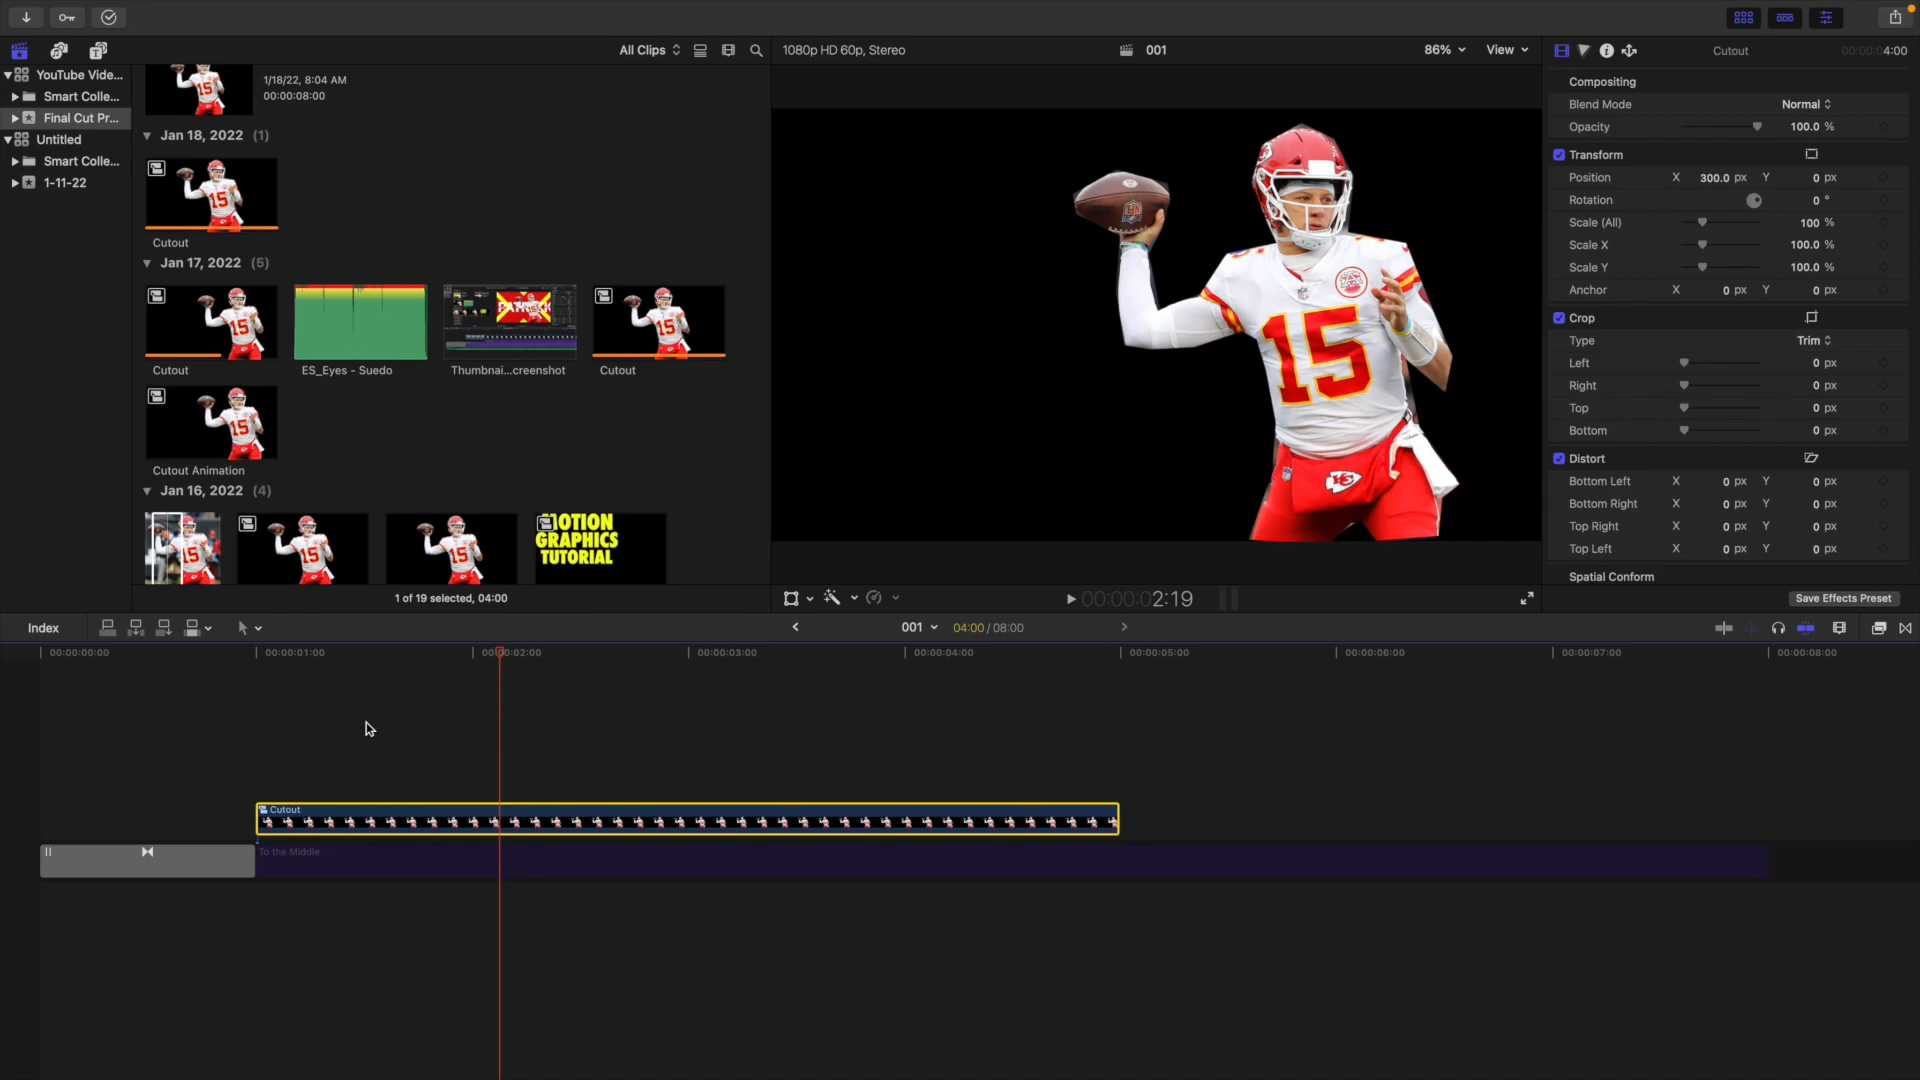 All Clips
1080p HD 60p, Stereo
001
86%
View
Cutout
4:00
YouTube Vide...
Smart Colle...
Final Cut Pr...
Untitled
Smart Colle...
1-11-22
1/18/22, 8:04 AM
00:00:08:00
Jan 18, 2022 (1)
Cutout
Jan 17, 2022 (5)
Cutout
ES_Eyes - Suedo
Thumbnai...creenshot
Cutout
Cutout Animation
Jan 16, 2022 (4)
MOTION
GRAPHICS
TUTORIAL
1 of 19 selected, 04:00
15
Compositing
Blend Mode Normal
Opacity 100.0 %
Transform
Position X 300.0 px Y 0 px
Rotation 0 °
Scale (All) 100 %
Scale X 100.0 %
Scale Y 100.0 %
Anchor X 0 px Y 0 px
Crop
Type Trim
Left 0 px
Right 0 px
Top 0 px
Bottom 0 px
Distort
Bottom Left X 0 px Y 0 px
Bottom Right X 0 px Y 0 px
Top Right X 0 px Y 0 px
Top Left X 0 px Y 0 px
Spatial Conform
Save Effects Preset
00:00:02:19
Index
001
04:00 / 08:00
00:00:00:00
00:00:01:00
00:00:02:00
00:00:03:00
00:00:04:00
00:00:05:00
00:00:06:00
00:00:07:00
00:00:08:00
Cutout
To the Middle